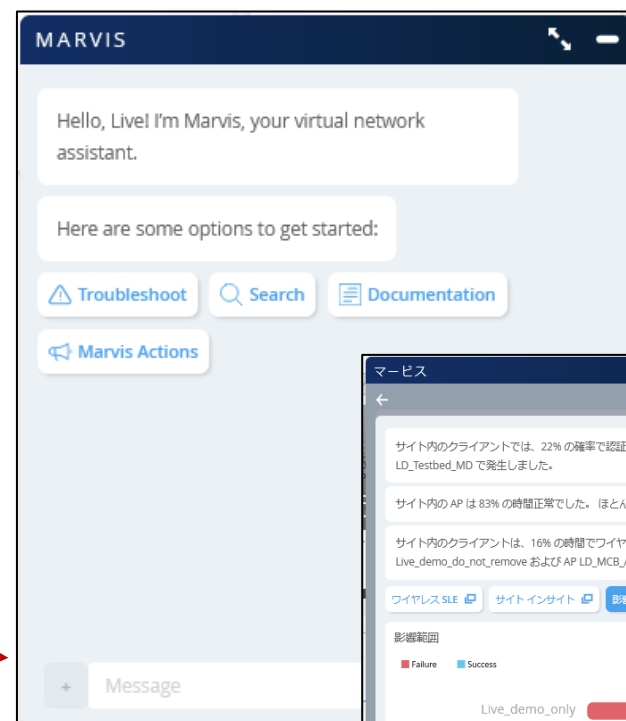 MARVIS
Hello, Live! I'm Marvis, your virtual network
assistant.
Here are some options to get started:
Troubleshoot
Search
Documentation
Marvis Actions
+ Message
マービス
サイト内のクライアントでは、22% の確率で認証
LD_Testbed_MD で発生しました。
サイト内の AP は 83% の時間正常でした。 ほとん
サイト内のクライアントは、16% の時間でワイヤ
Live_demo_do_not_remove および AP LD_MCB_
ワイヤレス SLE
サイト インサイト
影響範囲
Failure
Success
Live_demo_only